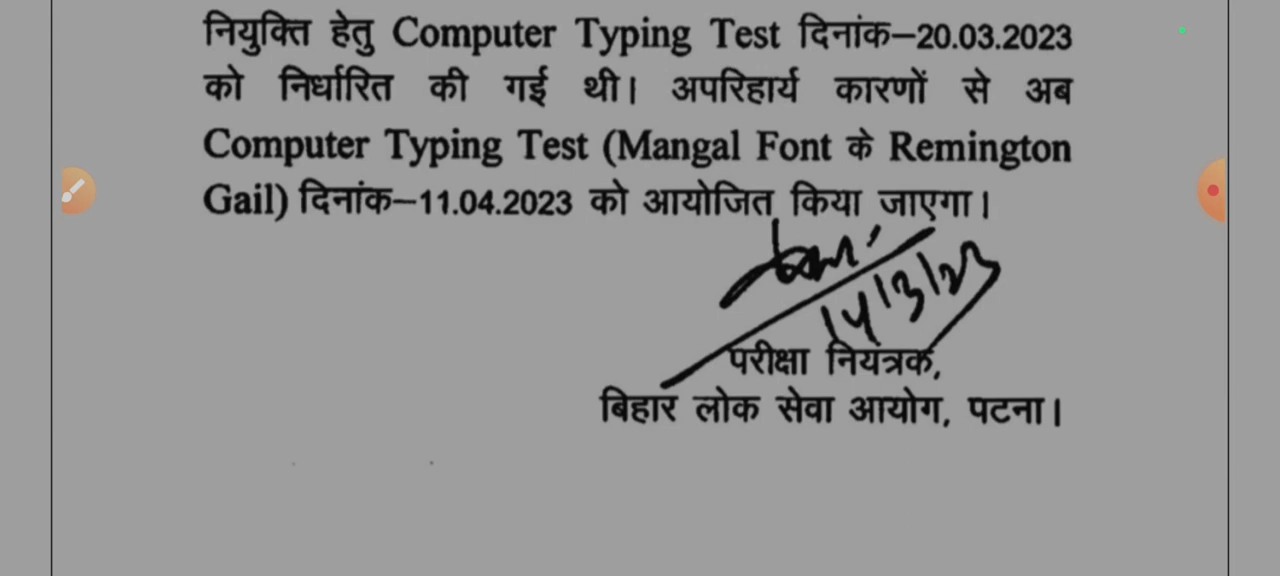 नियुक्ति हेतु Computer Typing Test दिनांक–20.03.2023
को निर्धारित की गई थी। अपरिहार्य कारणों से अब
Computer Typing Test (Mangal Font के Remington
Gail) दिनांक–11.04.2023 को आयोजित किया जाएगा।
14/3/23
परीक्षा नियंत्रक,
बिहार लोक सेवा आयोग, पटना।